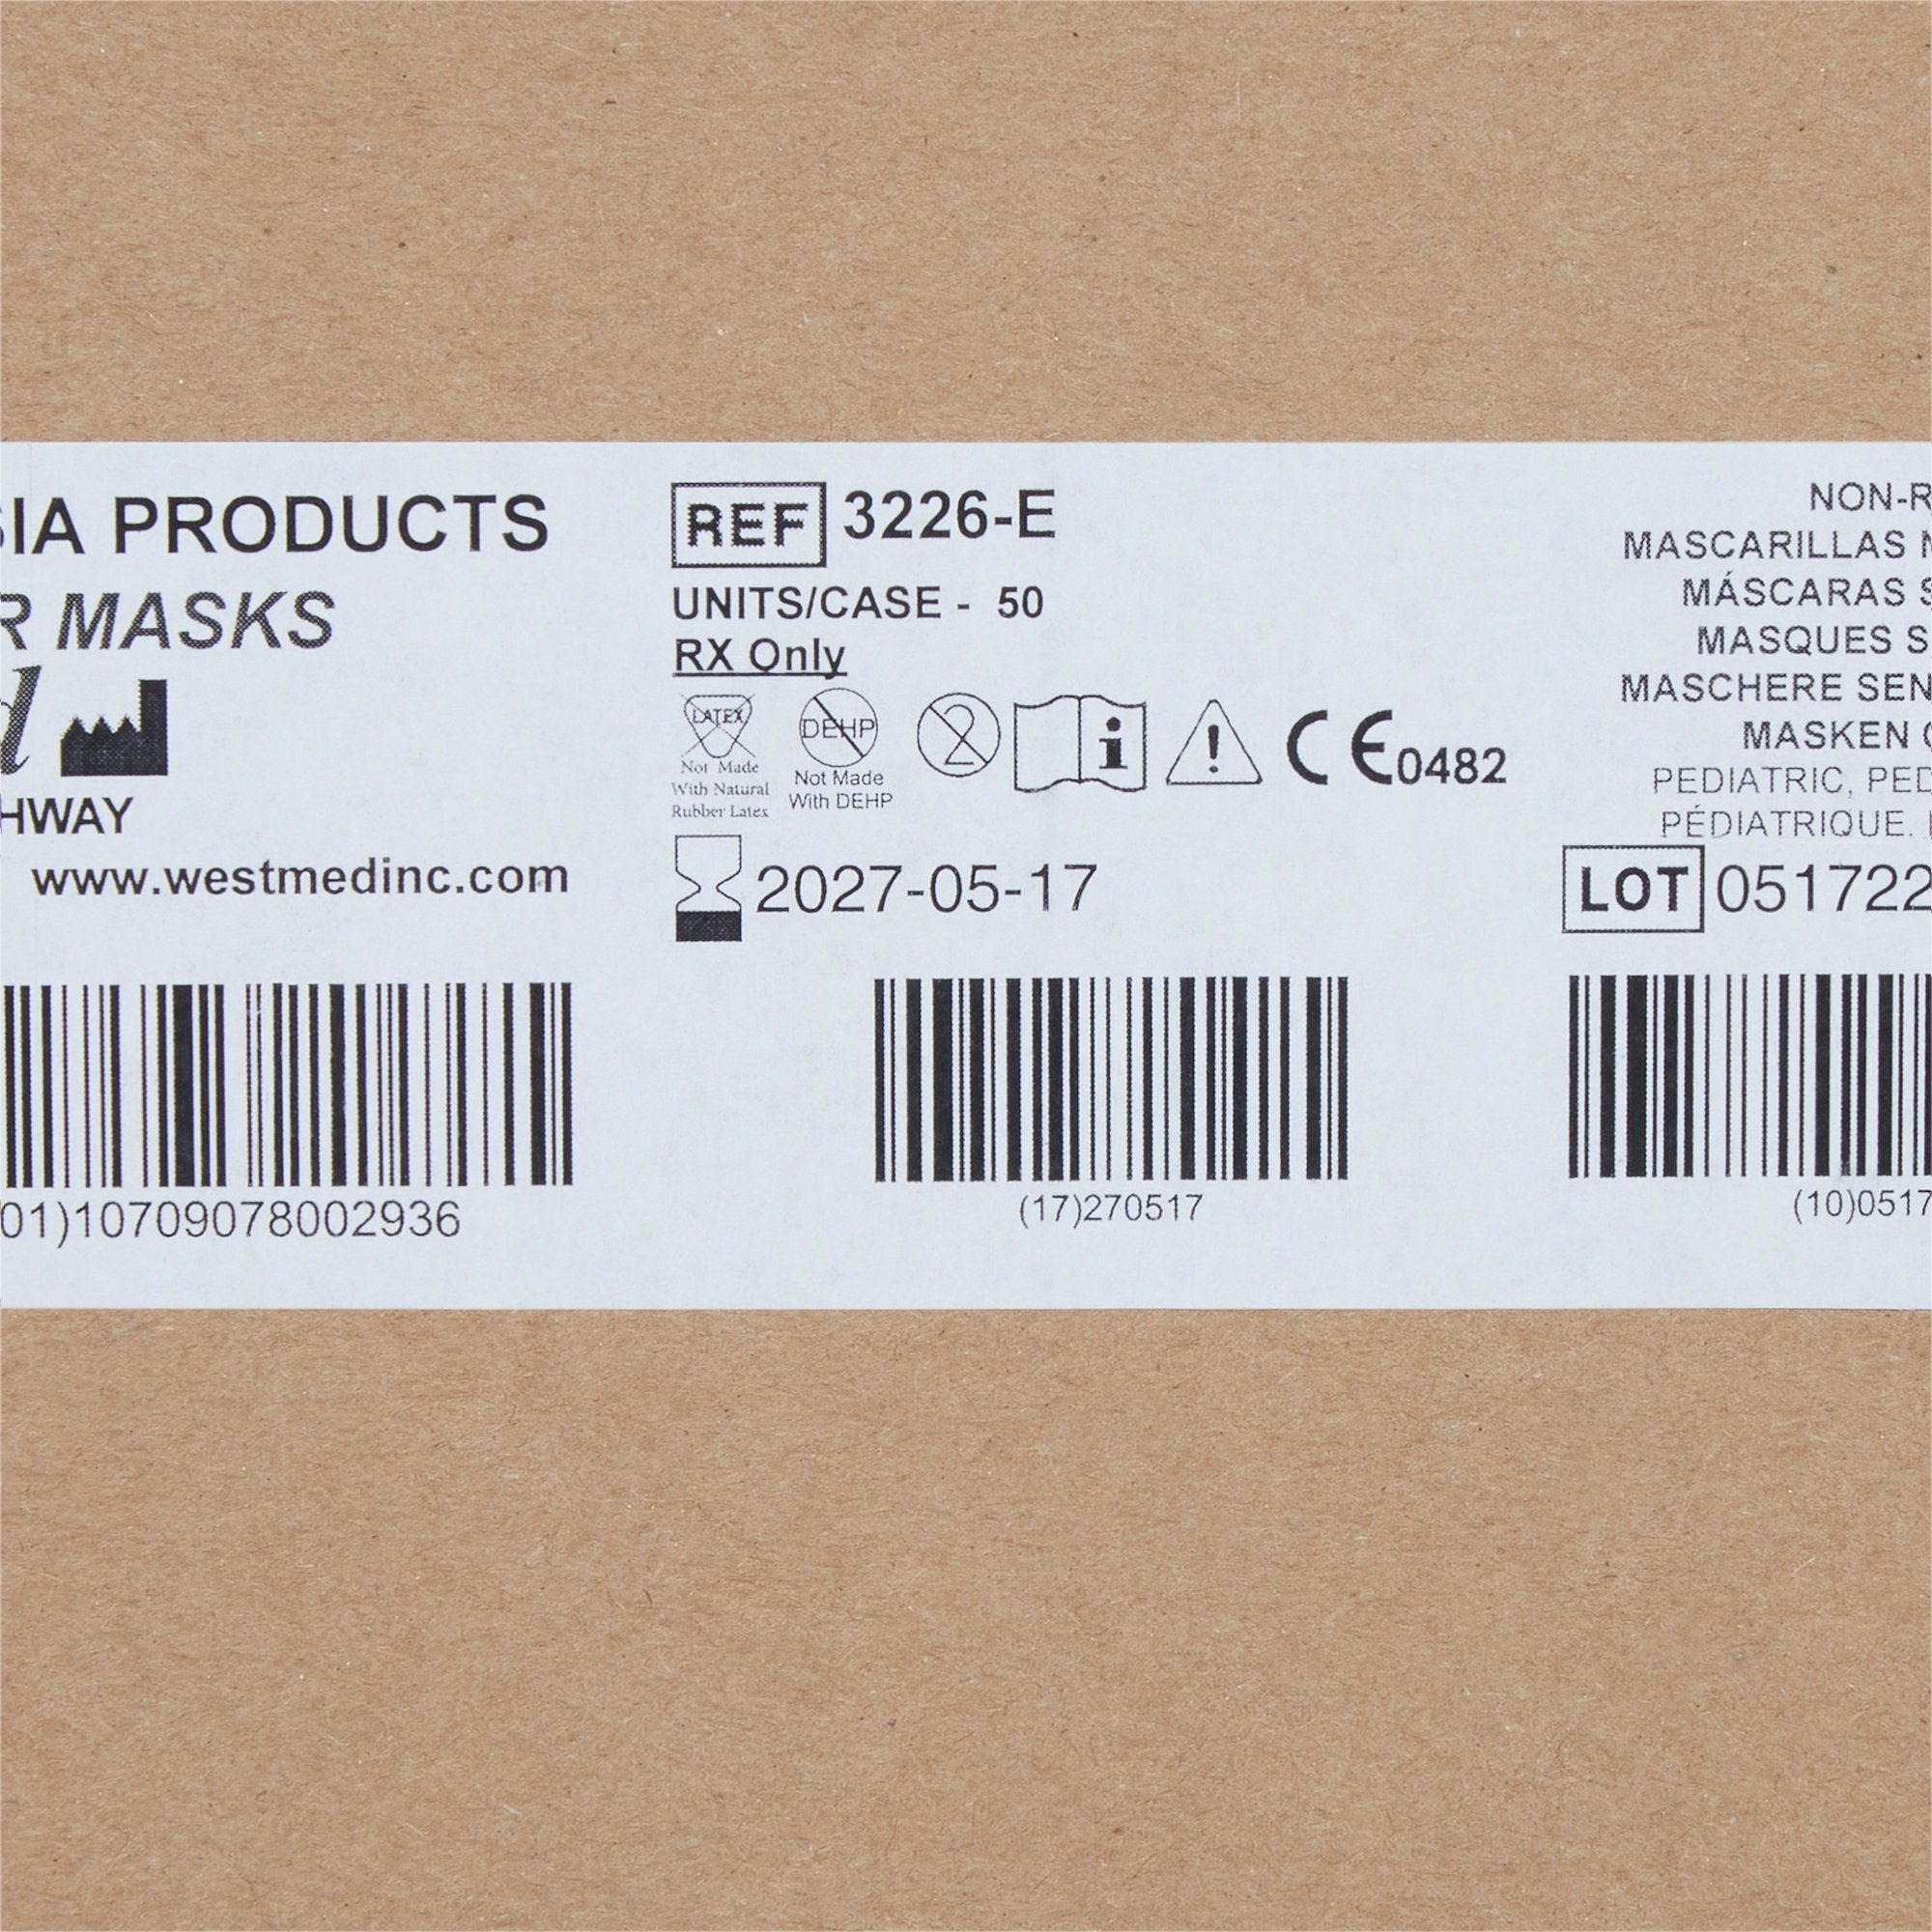 SIA PRODUCTS
R MASKS
d
HWAY
www.westmedinc.com
01)10709078002936
REF 3226-E
UNITS/CASE - 50
RX Only
LATEX
Not Made
With Natural
Rubber Latex
DEHP
Not Made
With DEHP
2
i
!
CE0482
2027-05-17
(17)270517
NON-R
MASCARILLAS N
MÁSCARAS S
MASQUES S
MASCHERE SEN
MASKEN
PEDIATRIC, PED
PÉDIATRIQUE.
LOT 051722
(10)0517